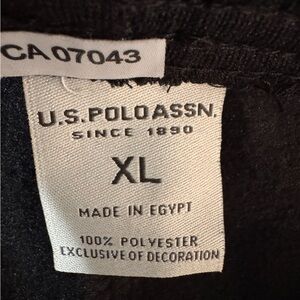 CA 07043
U.S. POLO ASSN.
SINCE 1890
XL
MADE IN EGYPT
100% POLYESTER
EXCLUSIVE OF DECORATION